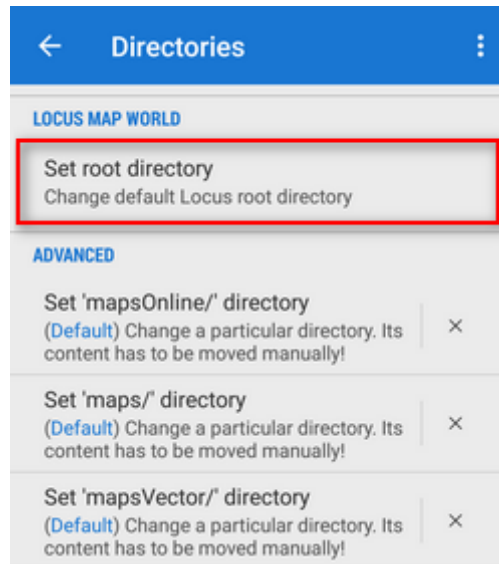 Directories
LOCUS MAP WORLD
Set root directory
Change default Locus root directory
ADVANCED
Set 'mapsOnline/' directory
(Default) Change a particular directory. Its
content has to be moved manually!
Set 'maps/' directory
(Default) Change a particular directory. Its
content has to be moved manually!
Set 'mapsVector/' directory
(Default) Change a particular directory. Its
content has to be moved manually!